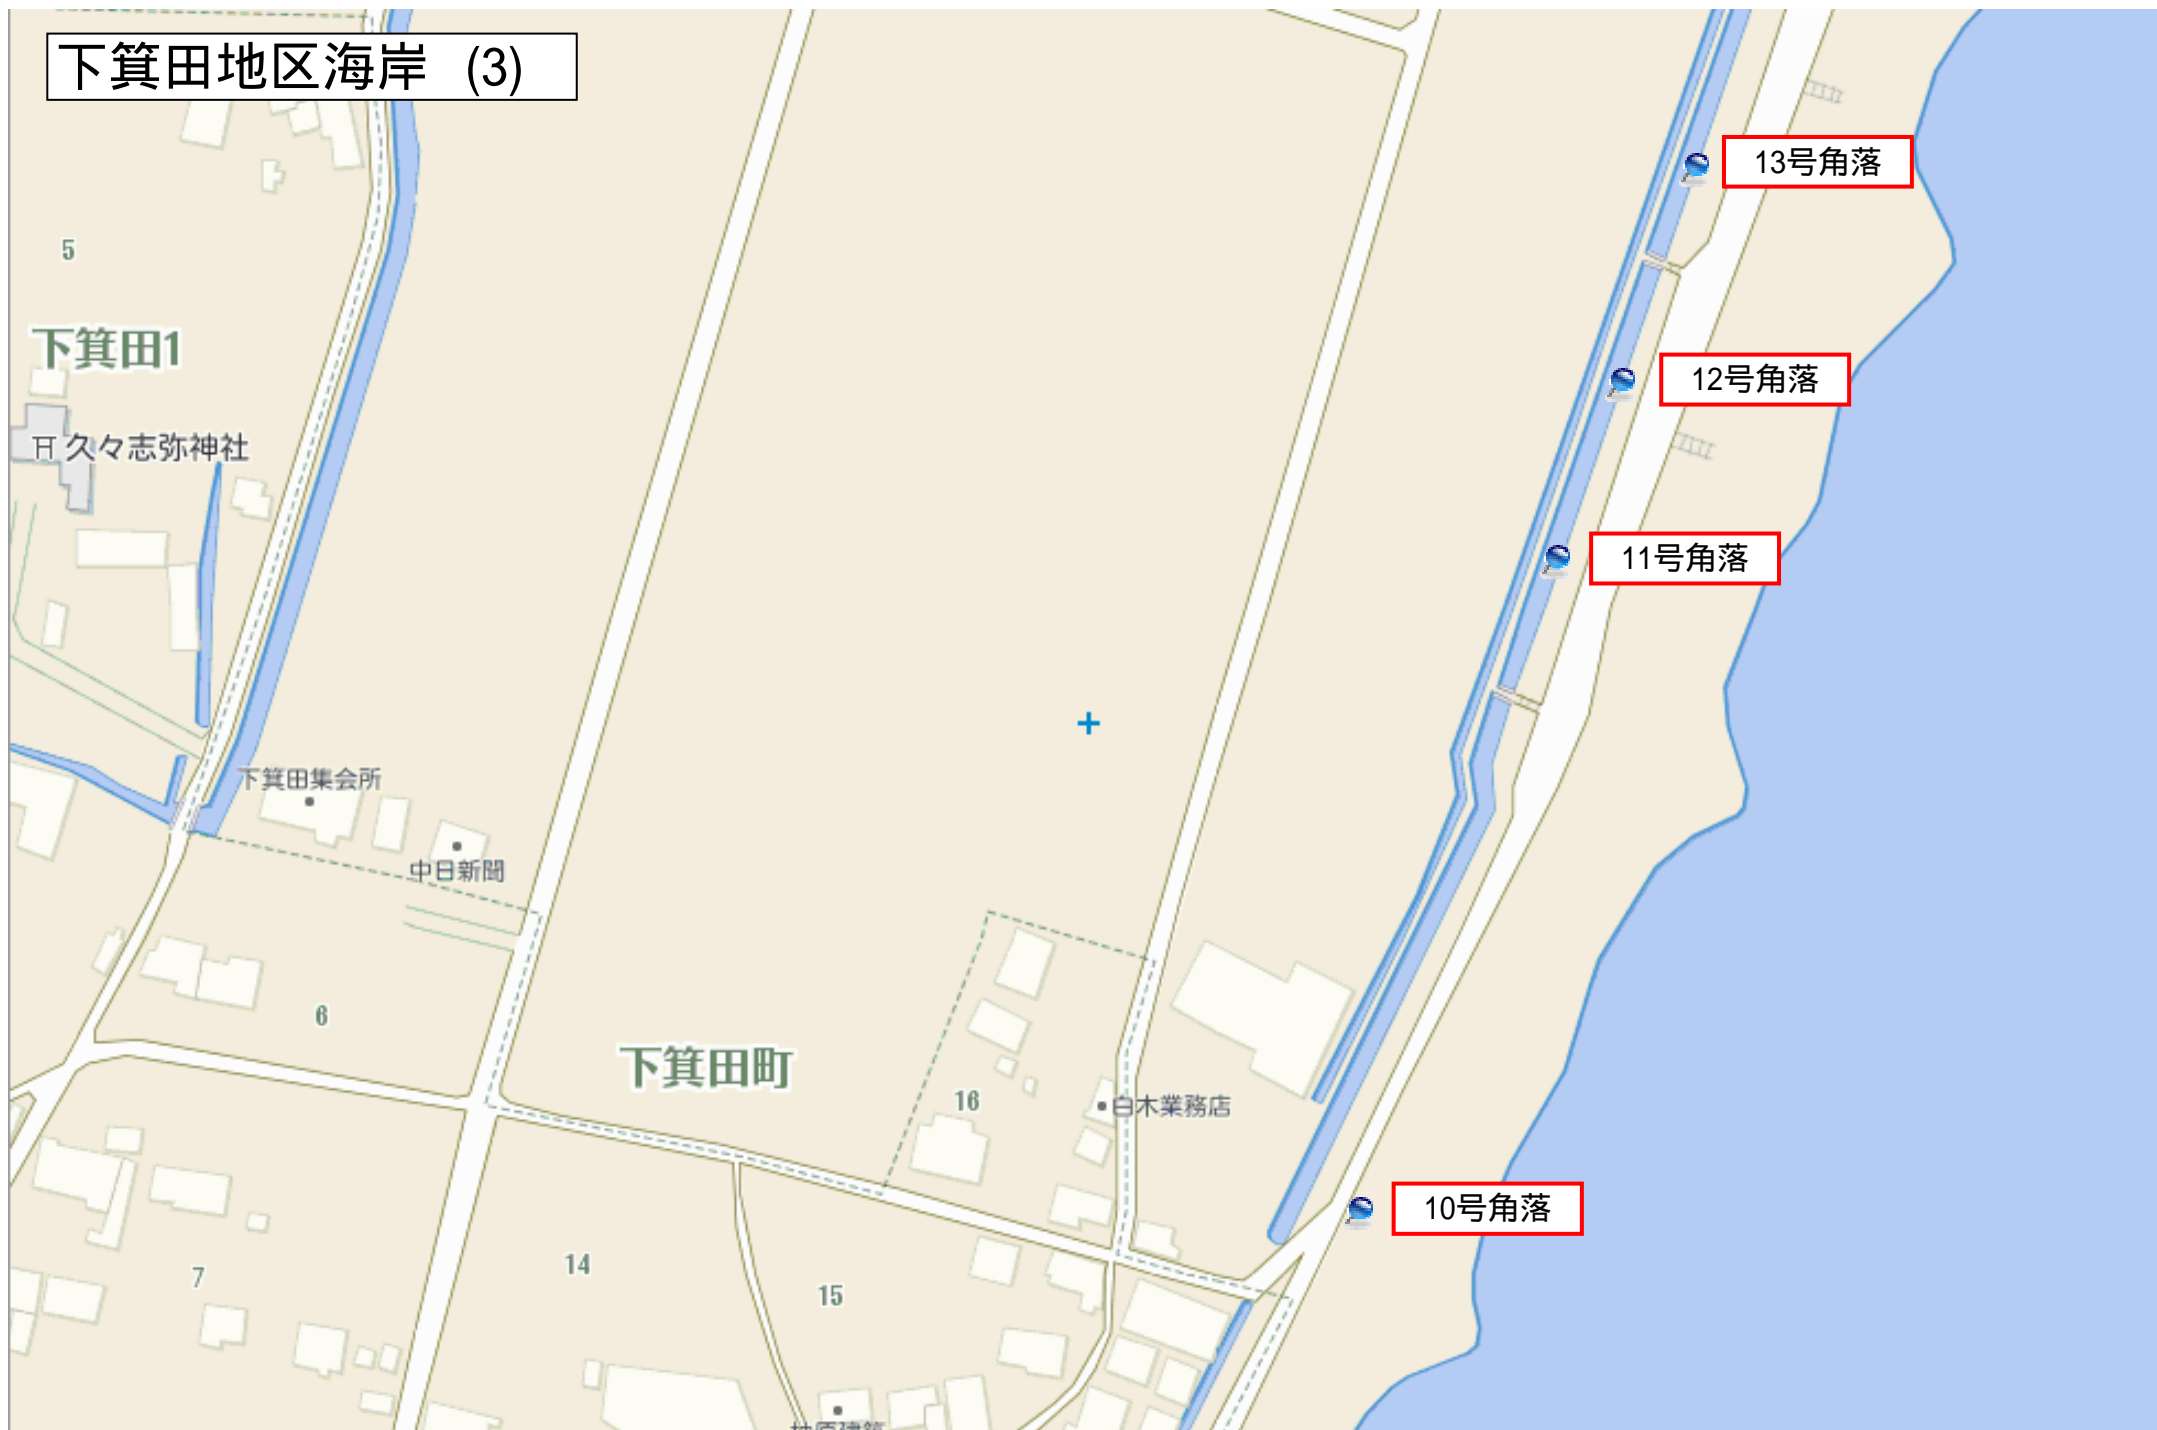 下箕田地区海岸 (3)
13号角落
5
下箕田1
12号角落
久々志弥神社
11号角落
下箕田集会所
中日新聞
6
下箕田町
16
白木業務店
10号角落
14
7
15